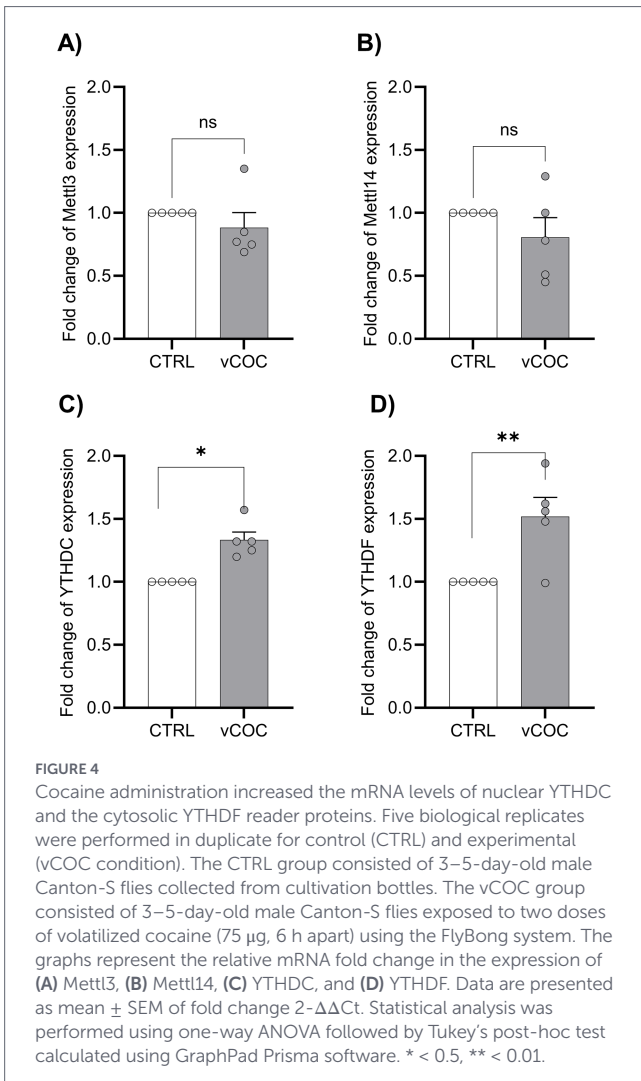 A)
Fold change of Mettl3 expression
2.0
1.5
1.0
0.5
0.0
ns
CTRL vCOC
B)
Fold change of Mettl14 expression
2.0
1.5
1.0
0.5
0.0
ns
CTRL vCOC
C)
Fold change of YTHDC expression
2.0
1.5
1.0
0.5
0.0
*
CTRL vCOC
D)
Fold change of YTHDF expression
2.0
1.5
1.0
0.5
0.0
**
CTRL vCOC
FIGURE 4
Cocaine administration increased the mRNA levels of nuclear YTHDC
and the cytosolic YTHDF reader proteins. Five biological replicates
were performed in duplicate for control (CTRL) and experimental
(vCOC condition). The CTRL group consisted of 3–5-day-old male
Canton-S flies collected from cultivation bottles. The vCOC group
consisted of 3–5-day-old male Canton-S flies exposed to two doses
of volatilized cocaine (75 μg, 6 h apart) using the FlyBong system. The
graphs represent the relative mRNA fold change in the expression of
(A) Mettl3, (B) Mettl14, (C) YTHDC, and (D) YTHDF. Data are presented
as mean ± SEM of fold change 2-ΔΔCt. Statistical analysis was
performed using one-way ANOVA followed by Tukey's post-hoc test
calculated using GraphPad Prisma software. * < 0.5, ** < 0.01.